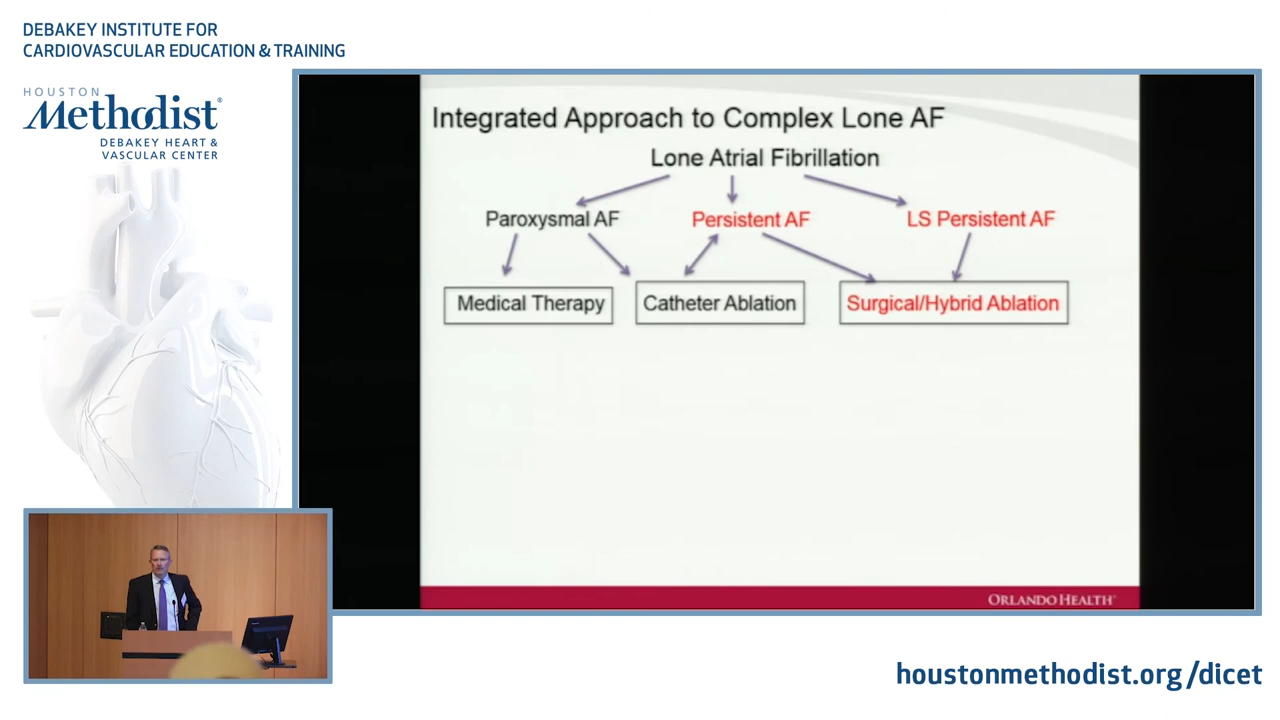 DEBAKEY INSTITUTE FOR
CARDIOVASCULAR EDUCATION & TRAINING
HOUSTON
Methodist®
DEBAKEY HEART &
VASCULAR CENTER
Integrated Approach to Complex Lone AF
Lone Atrial Fibrillation
Paroxysmal AF
Persistent AF
LS Persistent AF
Medical Therapy
Catheter Ablation
Surgical/Hybrid Ablation
ORLANDO HEALTH
houstonmethodist.org/dicet